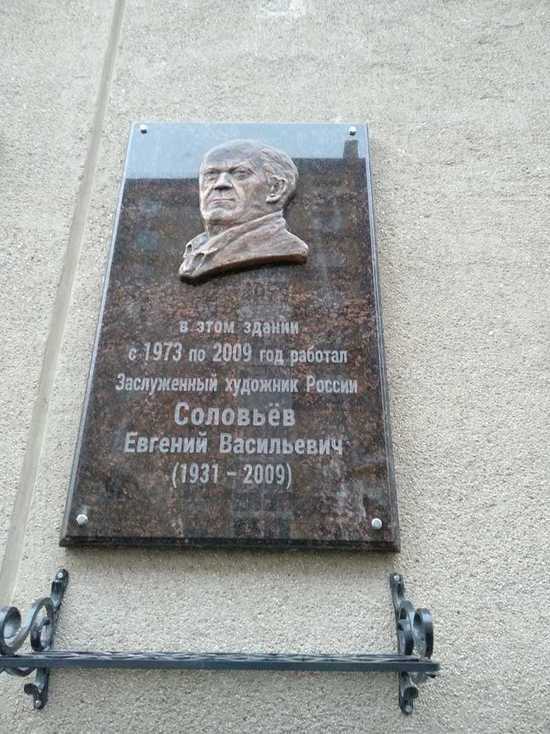 в этом здании
с 1973 по 2009 год работал
Заслуженный художник России
Соловьёв
Евгений Васильевич
(1931 - 2009)